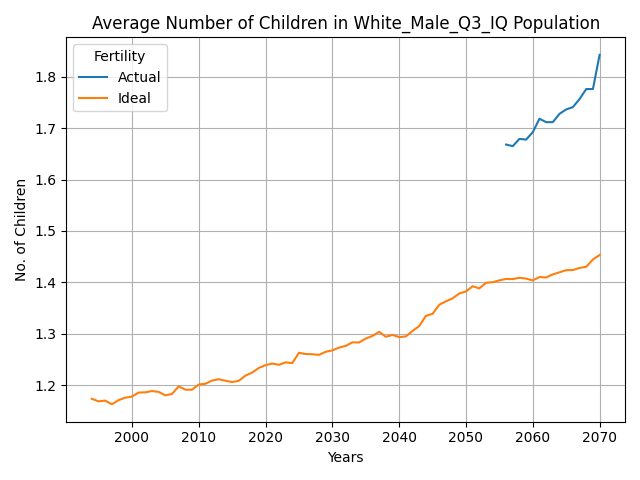 Average Number of Children in White_Male_Q3_IQ Population
Fertility
Actual
Ideal
No. of Children
1.8
1.7
1.6
1.5
1.4
1.3
1.2
2000 2010 2020 2030 2040 2050 2060 2070
Years